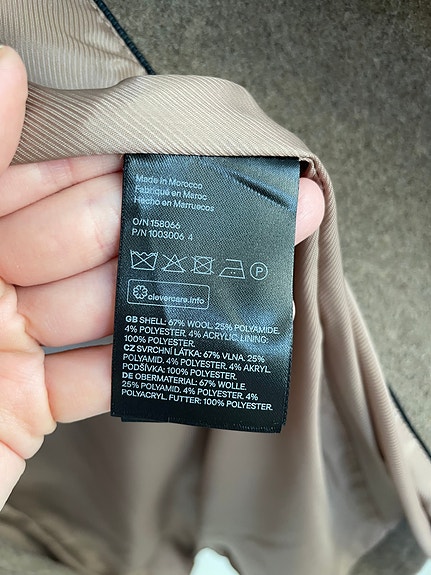 Made in Morocco
Fabriqué en Maroc
Hecho en Marruecos
O/N 158066
P/N 1003006 4
P
clevercare.info
GB SHELL: 67% WOOL. 25% POLYAMIDE.
4% POLYESTER. 4% ACRYLIC. LINING:
100% POLYESTER.
CZ SVRCHNÍ LÁTKA: 67% VLNA. 25%
POLYAMID. 4% POLYESTER. 4% AKRYL.
PODŠÍVKA: 100% POLYESTER.
DE OBERMATERIAL: 67% WOLLE.
25% POLYAMID. 4% POLYESTER. 4%
POLYACRYL. FUTTER: 100% POLYESTER.